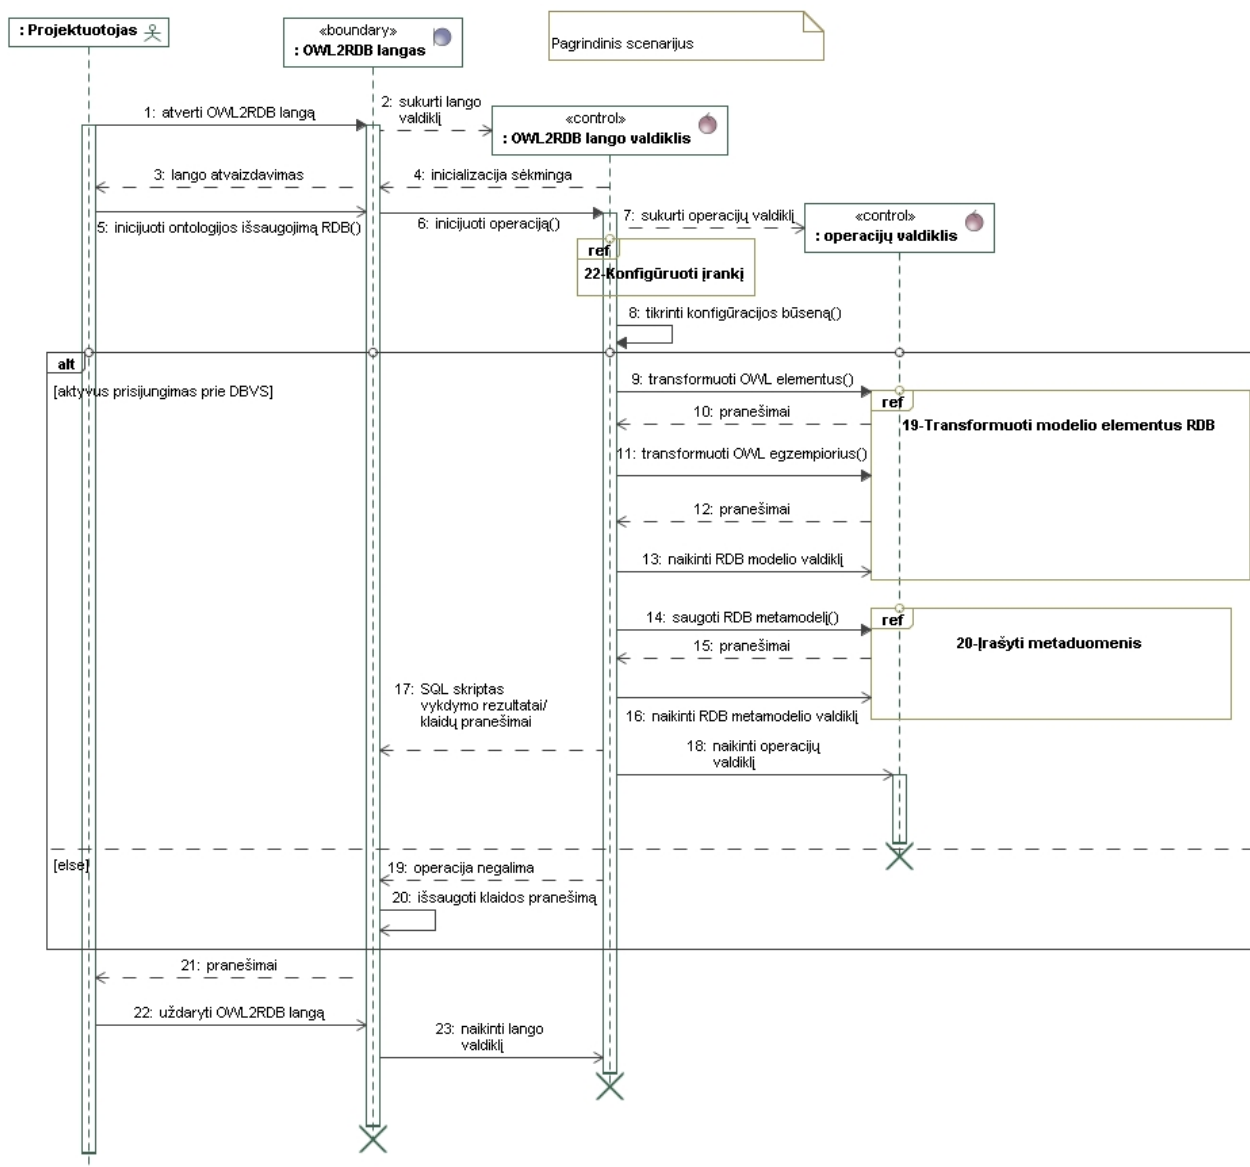 : Projektuotojas
«boundary»
: OWL2RDB langas
Pagrindinis scenarijus
1: atverti OWL2RDB langą
2: sukurti lango
valdiklį
«control»
: OWL2RDB lango valdiklis
3: lango atvaizdavimas
4: inicializacija sėkminga
5: inicijuoti ontologijos išsaugojimą RDB()
6: inicijuoti operaciją()
7: sukurti operacijų valdiklį
«control»
: operacijų valdiklis
ref
22-Konfigūruoti įrankį
8: tikrinti konfigūracijos būseną()
alt
[aktyvus prisijungimas prie DBVS]
9: transformuoti OWL elementus()
ref
19-Transformuoti modelio elementus RDB
10: pranešimai
11: transformuoti OWL egzempiorius()
12: pranešimai
13: naikinti RDB modelio valdiklį
14: saugoti RDB metamodelį()
ref
20-Įrašyti metaduomenis
15: pranešimai
17: SQL skriptas
vykdymo rezultatai/
klaidų pranešimai
16: naikinti RDB metamodelio valdiklį
18: naikinti operacijų
valdiklį
[else]
19: operacija negalima
20: išsaugoti klaidos pranešimą
21: pranešimai
22: uždaryti OWL2RDB langą
23: naikinti lango
valdiklį